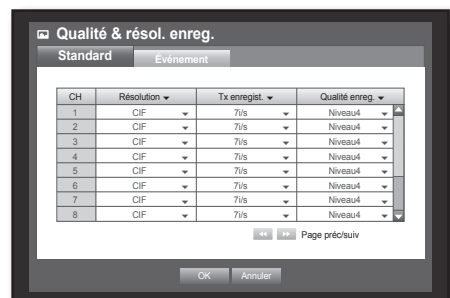 Qualité & résol. enreg.
Standard Événement
CH Résolution Tx enregist. Qualité enreg.
1 CIF 7i/s Niveau4
2 CIF 7i/s Niveau4
3 CIF 7i/s Niveau4
4 CIF 7i/s Niveau4
5 CIF 7i/s Niveau4
6 CIF 7i/s Niveau4
7 CIF 7i/s Niveau4
8 CIF 7i/s Niveau4
Page préc/suiv
OK Annuler